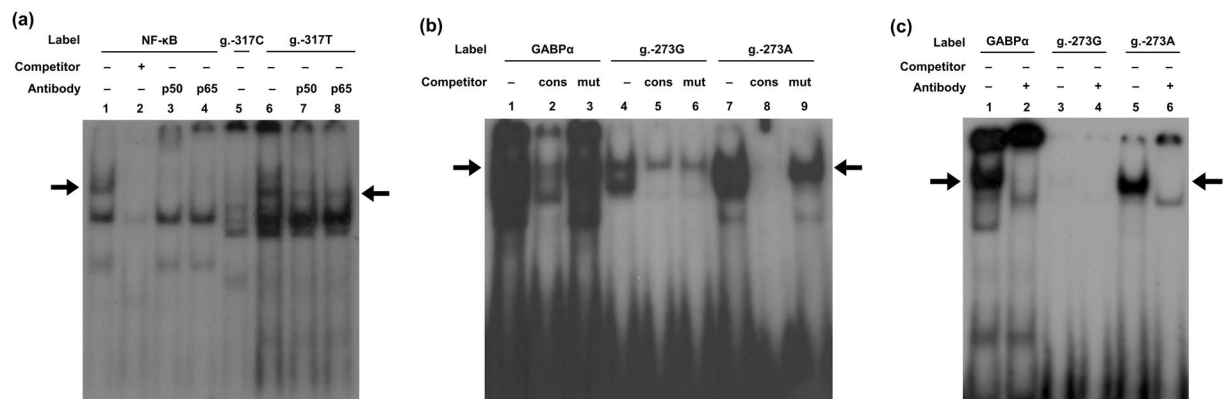 (a)
Label NF-κB g.-317C g.-317T
Competitor – + – – – – – –
Antibody – – p50 p65 – – p50 p65
1 2 3 4 5 6 7 8
(b)
Label GABPα g.-273G g.-273A
Competitor – cons mut – cons mut – cons mut
1 2 3 4 5 6 7 8 9
(c)
Label GABPα g.-273G g.-273A
Competitor – – – – – –
Antibody – + – + – +
1 2 3 4 5 6